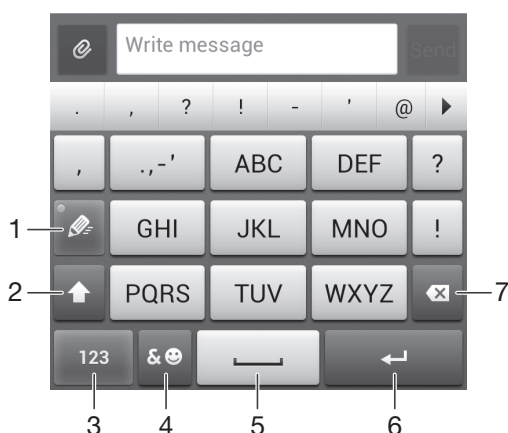 Write message Send
. , ? ! - ' @
, .,-' ABC DEF ?
1 GHI JKL MNO !
2 PQRS TUV WXYZ 7
123 &
3 4 5 6